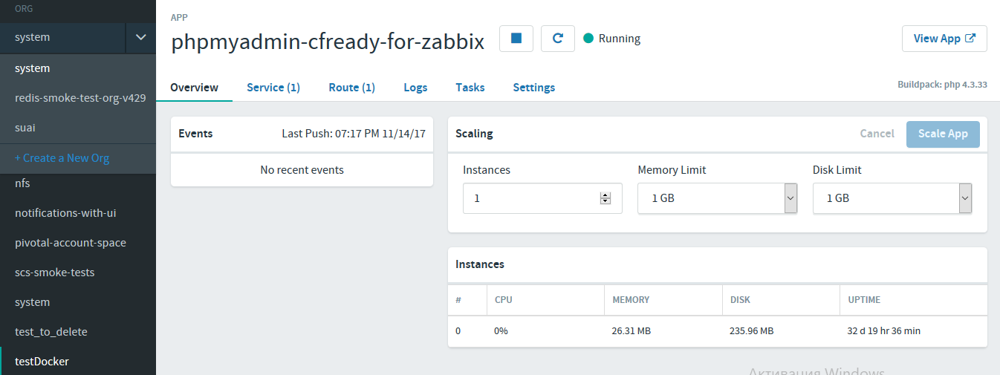 ORG
system
system
redis-smoke-test-org-v429
suai
+ Create a New Org
nfs
notifications-with-ui
pivotal-account-space
scs-smoke-tests
system
test_to_delete
testDocker
APP
phpmyadmin-cfready-for-zabbix
Running
View App
Overview Service (1) Route (1) Logs Tasks Settings
Buildpack: php 4.3.33
Events Last Push: 07:17 PM 11/14/17
No recent events
Scaling Cancel Scale App
Instances Memory Limit Disk Limit
1 1 GB 1 GB
Instances
# CPU MEMORY DISK UPTIME
0 0% 26.31 MB 235.96 MB 32 d 19 hr 36 min
Активация Windows